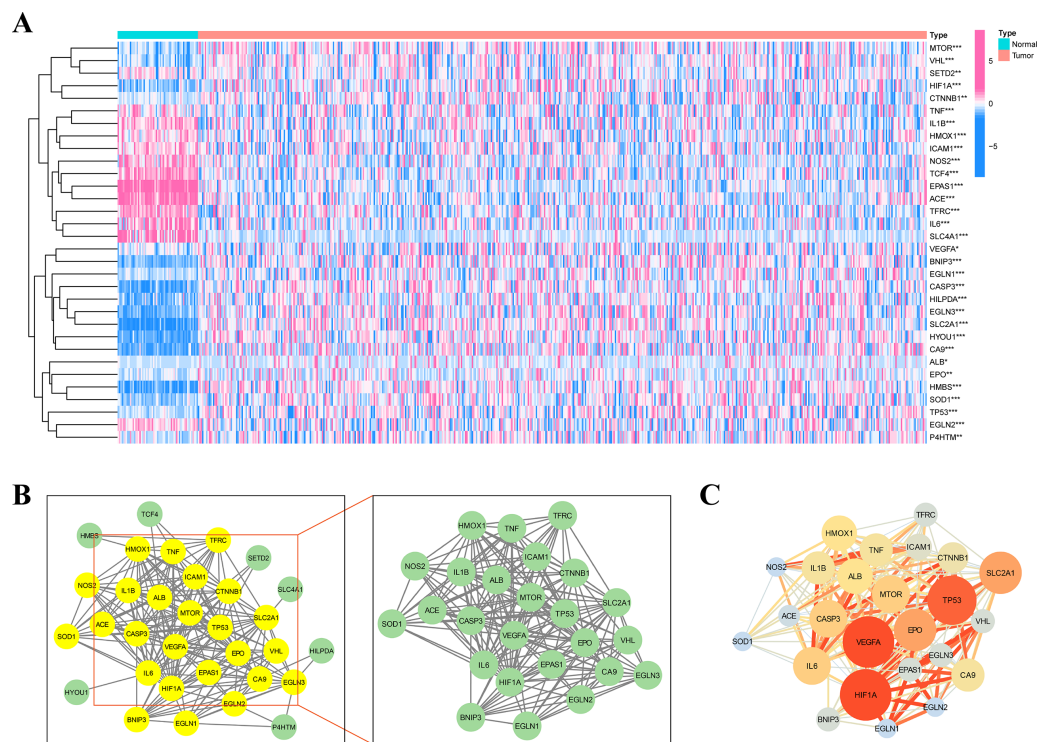 A
Type
MTOR***
VHL***
SETD2**
HIF1A***
CTNNB1**
TNF***
IL1B***
HMOX1***
ICAM1***
NOS2***
TCF4***
EPAS1***
ACE***
TFRC***
IL6***
SLC4A1***
VEGFA*
BNIP3***
EGLN1***
CASP3***
HILPDA***
EGLN3***
SLC2A1***
HYOU1***
CA9***
ALB*
EPO**
HMBS***
SOD1***
TP53***
EGLN2***
P4HTM**
5
0
−5
Type
Normal
Tumor
B
TCF4
HMBS
HMOX1
TNF
TFRC
SETD2
NOS2
IL1B
ALB
ICAM1
CTNNB1
SLC4A1
MTOR
ACE
CASP3
TP53
SLC2A1
SOD1
VEGFA
EPO
VHL
HILPDA
IL6
EPAS1
HIF1A
CA9
EGLN3
HYOU1
EGLN2
BNIP3
EGLN1
P4HTM
HMOX1
TNF
TFRC
ICAM1
NOS2
IL1B
ALB
CTNNB1
MTOR
SLC2A1
ACE
CASP3
TP53
SOD1
VEGFA
EPO
VHL
IL6
EPAS1
CA9
EGLN3
HIF1A
EGLN2
BNIP3
EGLN1
C
TFRC
HMOX1
TNF
ICAM1
CTNNB1
NOS2
IL1B
ALB
SLC2A1
MTOR
TP53
ACE
CASP3
VHL
SOD1
VEGFA
EPO
EGLN3
IL6
EPAS1
CA9
HIF1A
EGLN2
BNIP3
EGLN1